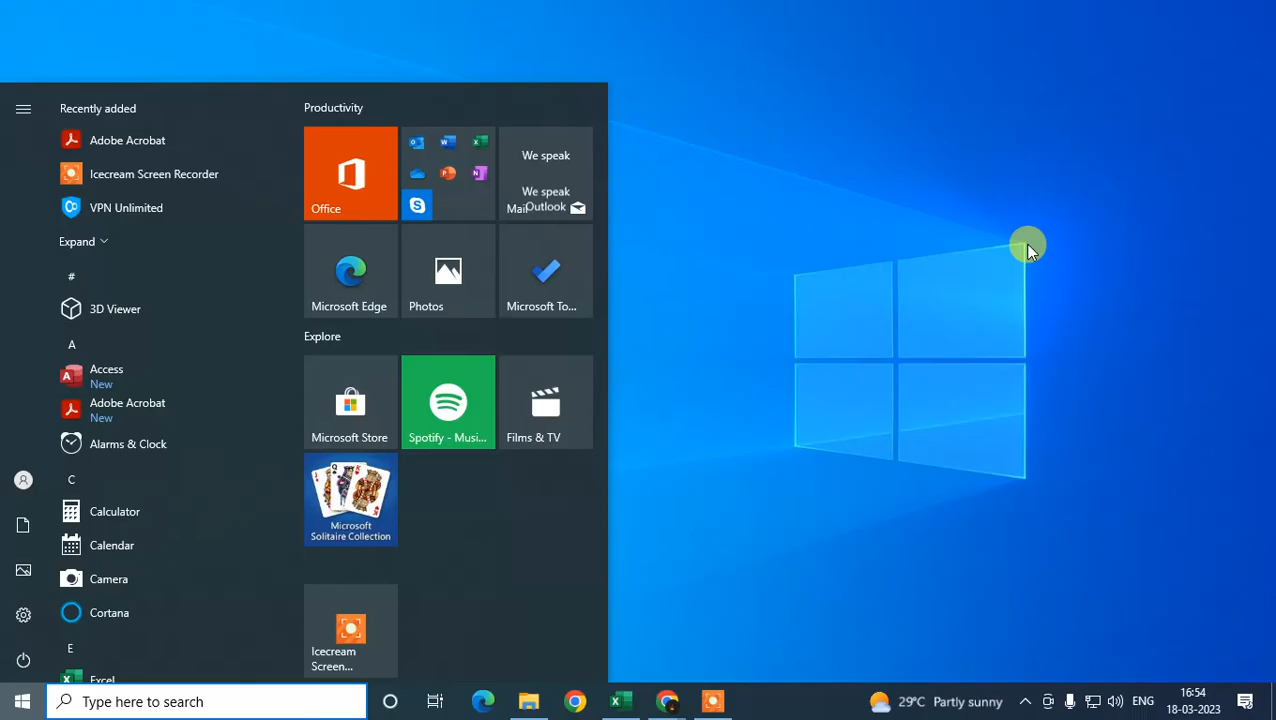 Recently added
Adobe Acrobat
Icecream Screen Recorder
VPN Unlimited
Expand
#
3D Viewer
A
Access
New
Adobe Acrobat
New
Alarms & Clock
C
Calculator
Calendar
Camera
Cortana
E
Excel
Productivity
Office
We speak
We speak
Outlook
Mail
Microsoft Edge
Photos
Microsoft To...
Explore
Microsoft Store
Spotify - Musi...
Films & TV
Microsoft
Solitaire Collection
Icecream
Screen...
Type here to search
29°C Partly sunny
ENG
16:54
18-03-2023